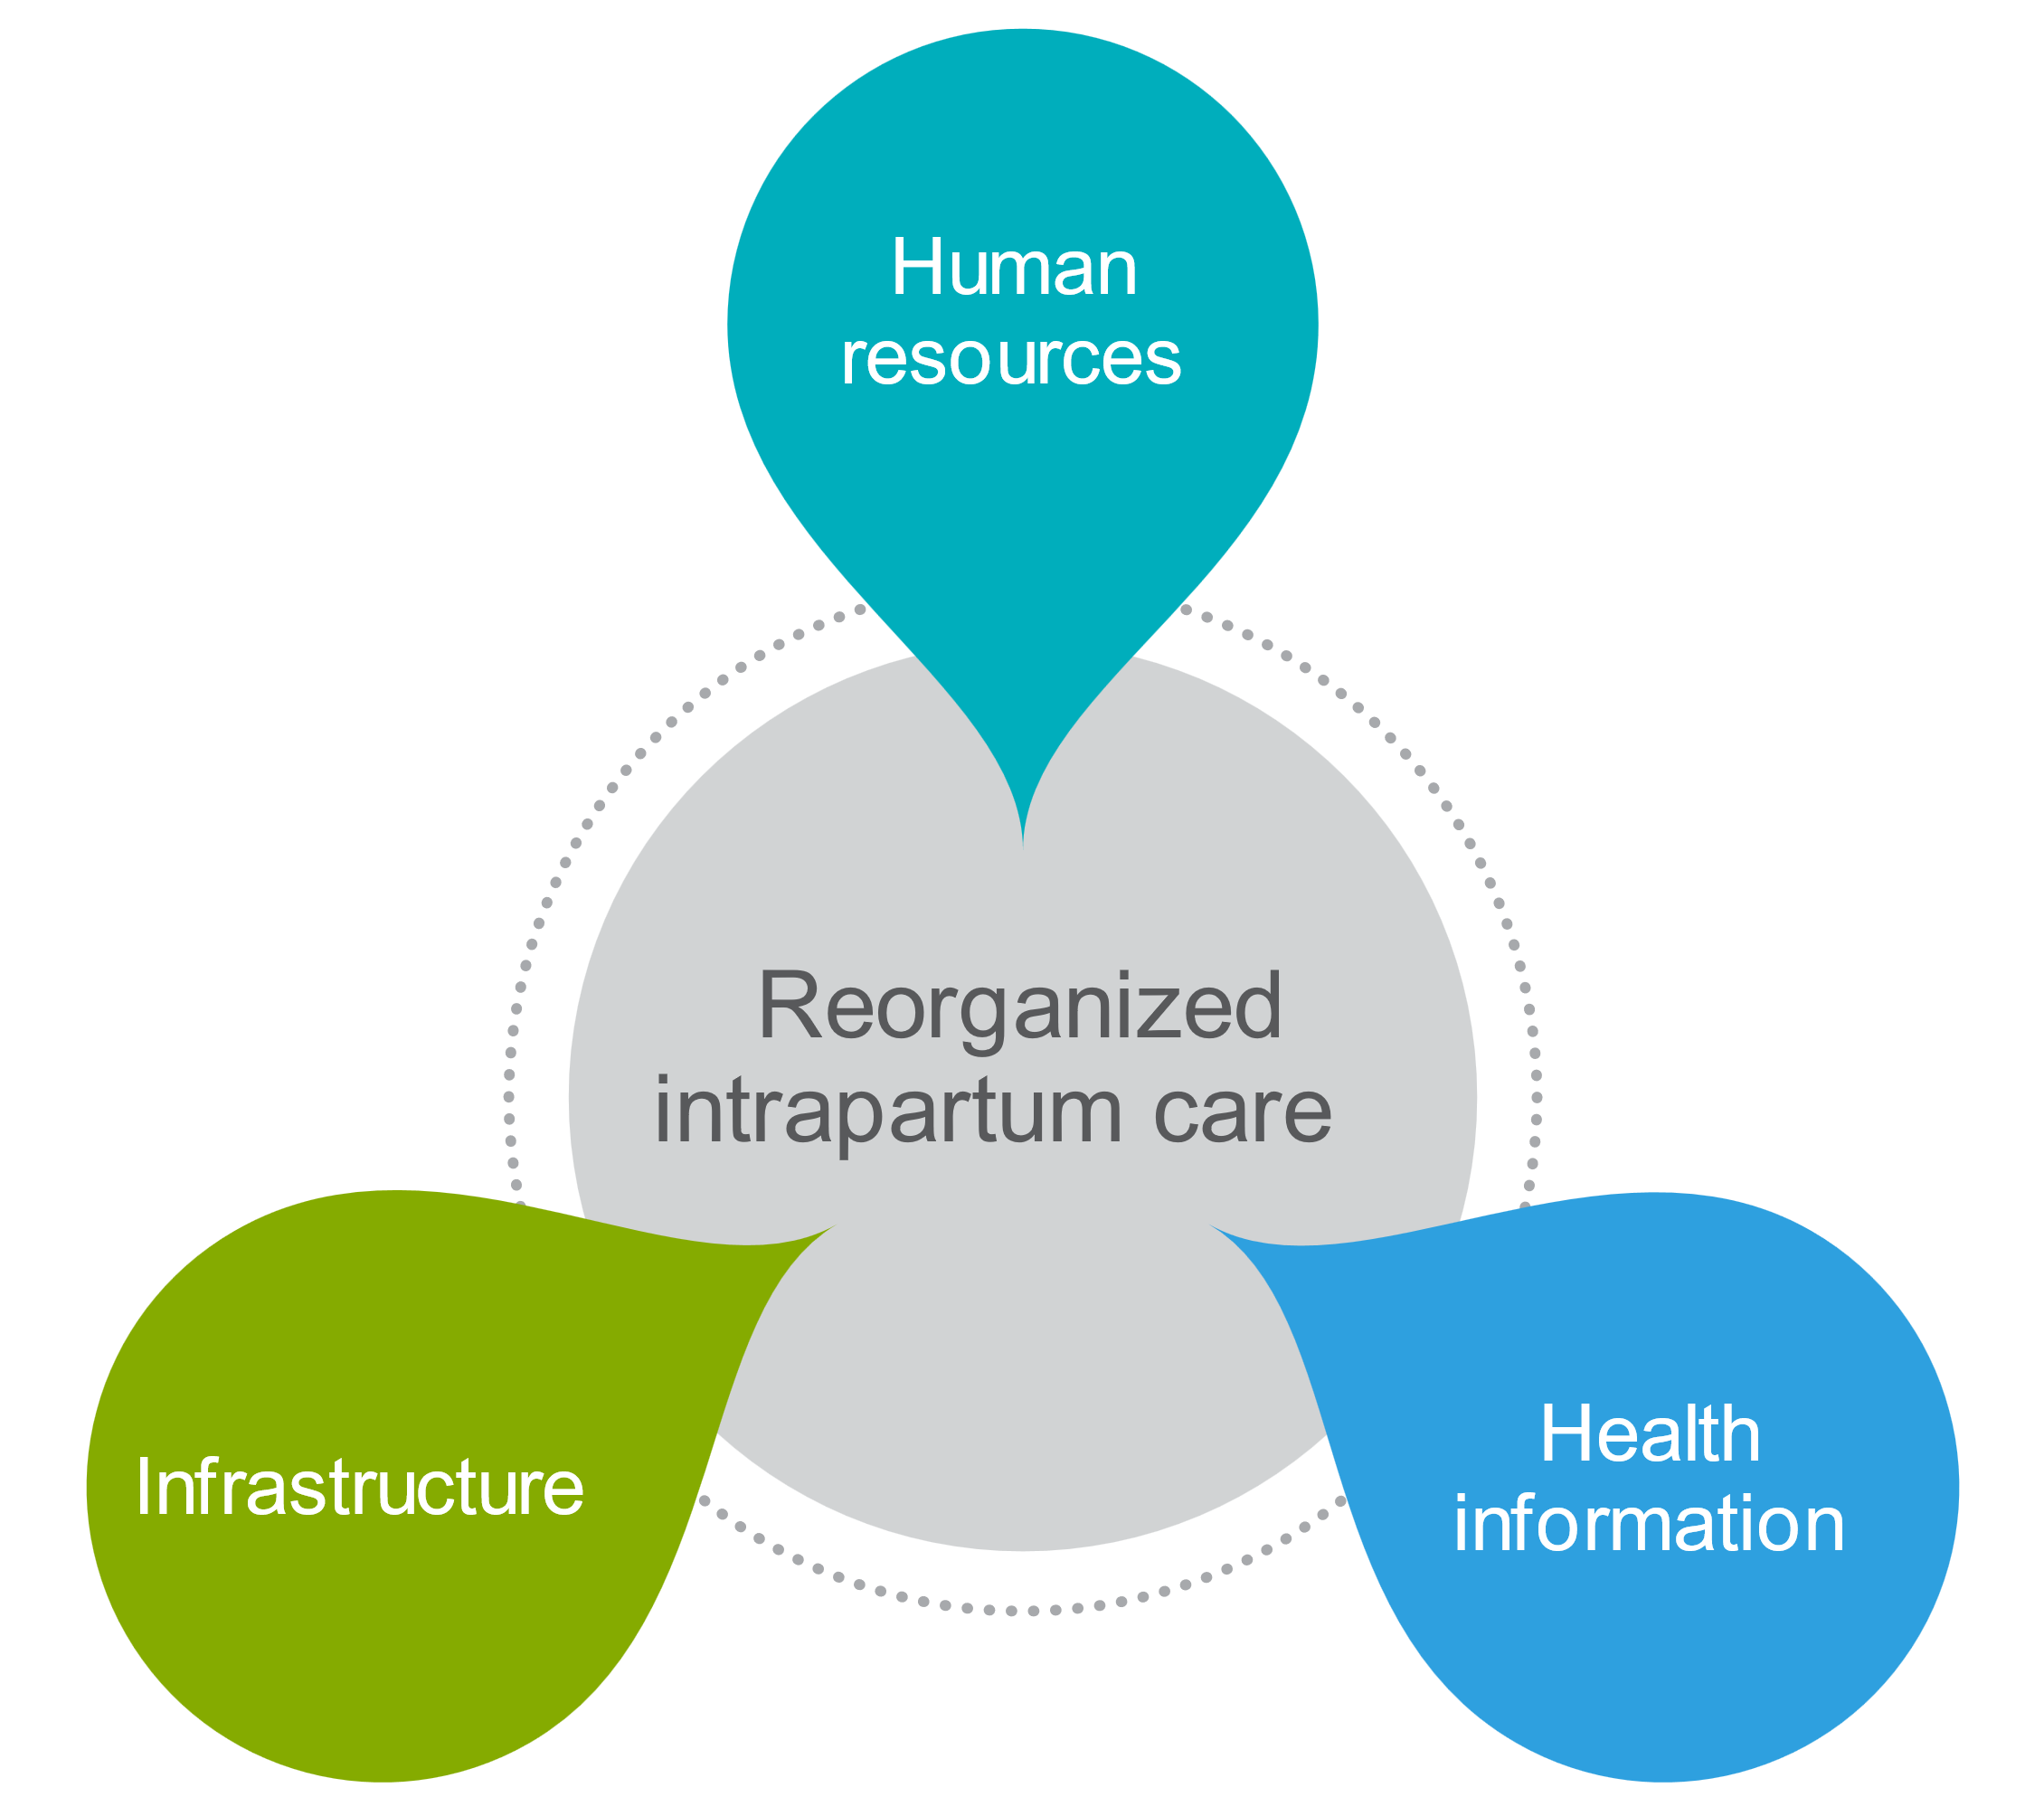 Human
resources
Reorganized
intrapartum care
Infrastructure
Health
information